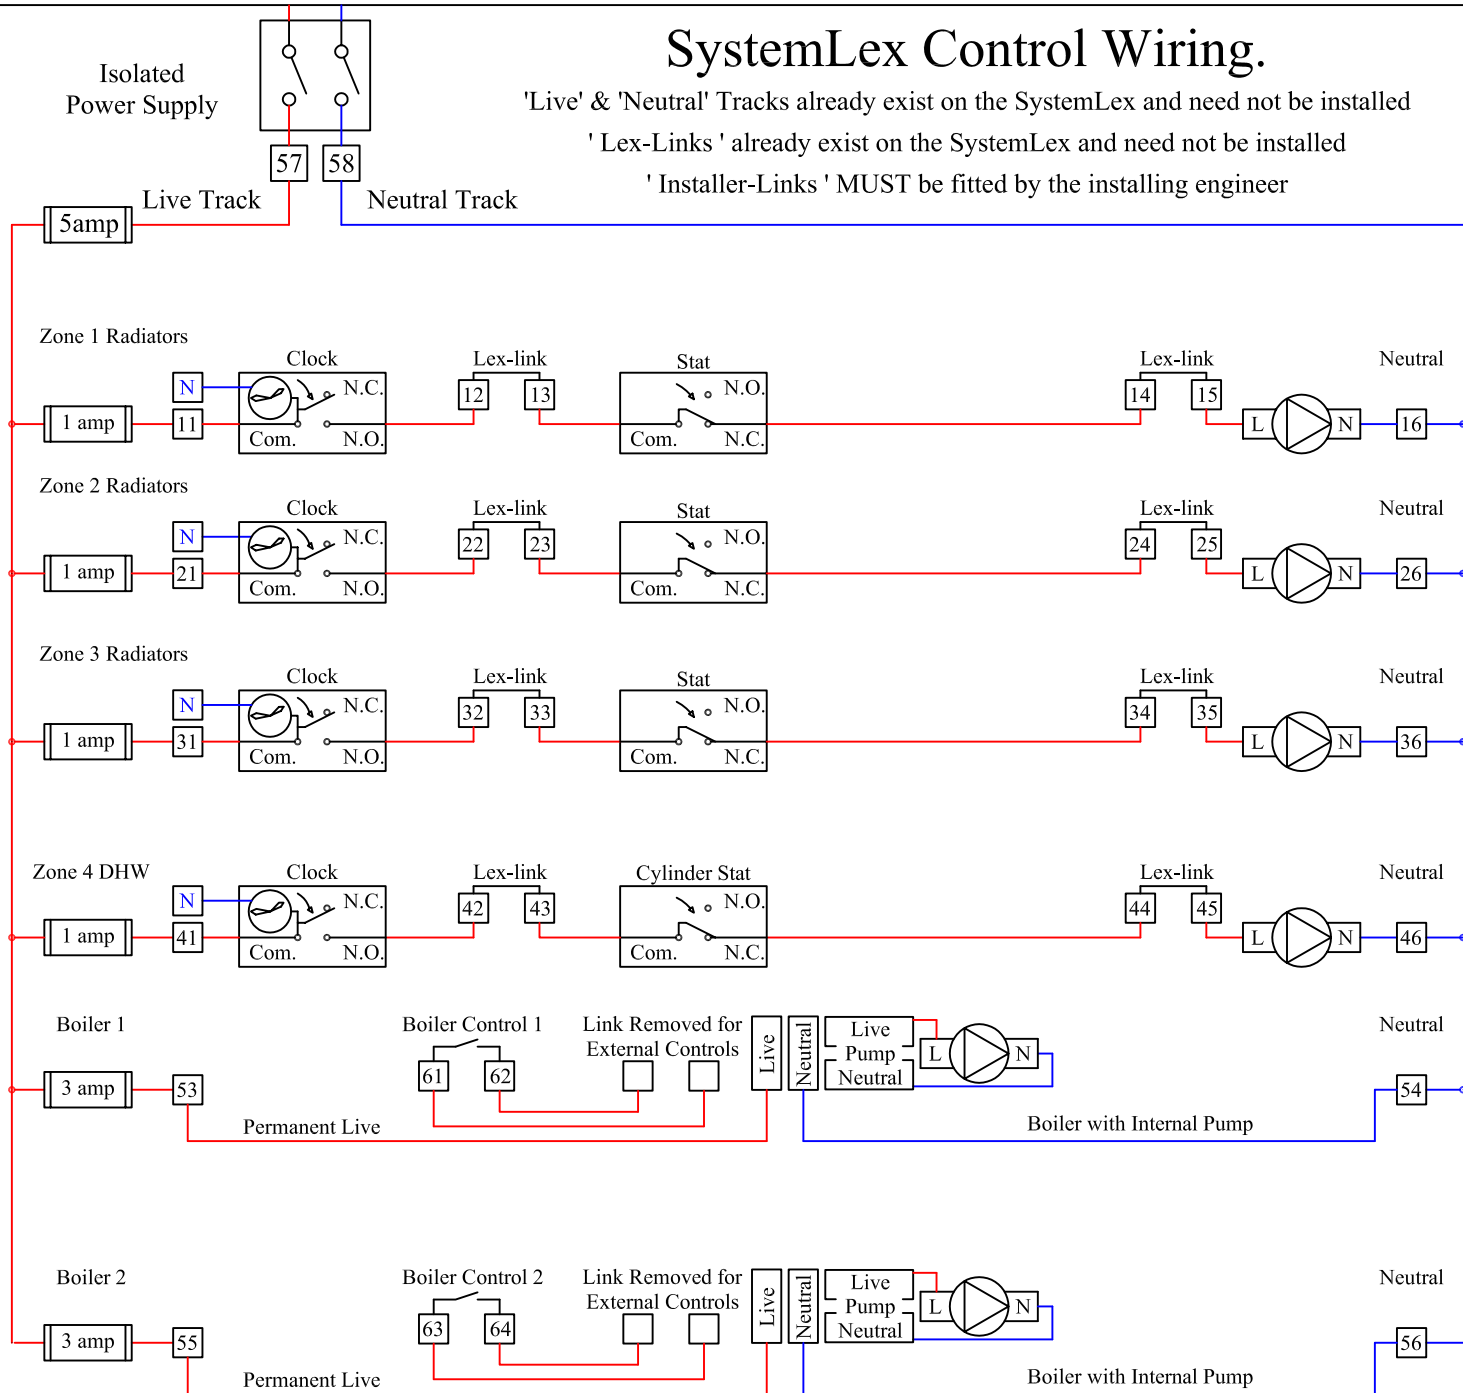 SystemLex Control Wiring.
'Live' & 'Neutral' Tracks already exist on the SystemLex and need not be installed
' Lex-Links ' already exist on the SystemLex and need not be installed
' Installer-Links ' MUST be fitted by the installing engineer
Isolated
Power Supply
57 58
Live Track Neutral Track
5amp
Zone 1 Radiators
Clock Lex-link Stat Lex-link Neutral
N N.C. 12 13 N.O. 14 15
1 amp 11 L N 16
Com. N.O. Com. N.C.
Zone 2 Radiators
Clock Lex-link Stat Lex-link Neutral
N N.C. 22 23 N.O. 24 25
1 amp 21 L N 26
Com. N.O. Com. N.C.
Zone 3 Radiators
Clock Lex-link Stat Lex-link Neutral
N N.C. 32 33 N.O. 34 35
1 amp 31 L N 36
Com. N.O. Com. N.C.
Zone 4 DHW Clock Lex-link Cylinder Stat Lex-link Neutral
N N.C. 42 43 N.O. 44 45
1 amp 41 L N 46
Com. N.O. Com. N.C.
Boiler 1 Boiler Control 1 Link Removed for Neutral
External Controls
Live
Neutral
Live
Pump
Neutral
L N
61 62
3 amp 53 54
Permanent Live Boiler with Internal Pump
Boiler 2 Boiler Control 2 Link Removed for Neutral
External Controls
Live
Neutral
Live
Pump
Neutral
L N
63 64
3 amp 55 56
Permanent Live Boiler with Internal Pump